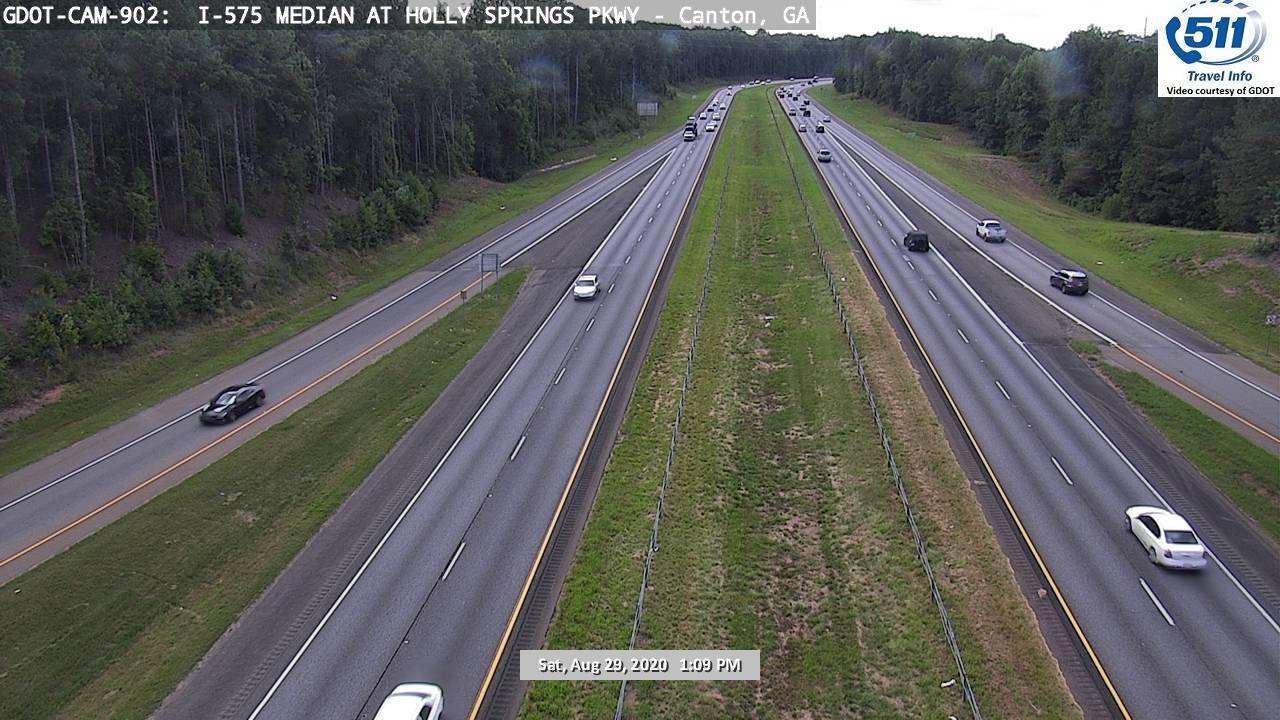 GDOT-CAM-902: I-575 MEDIAN AT HOLLY SPRINGS PKWY - Canton, GA
511
®
Travel Info
Video courtesy of GDOT
Sat, Aug 29, 2020 1:09 PM